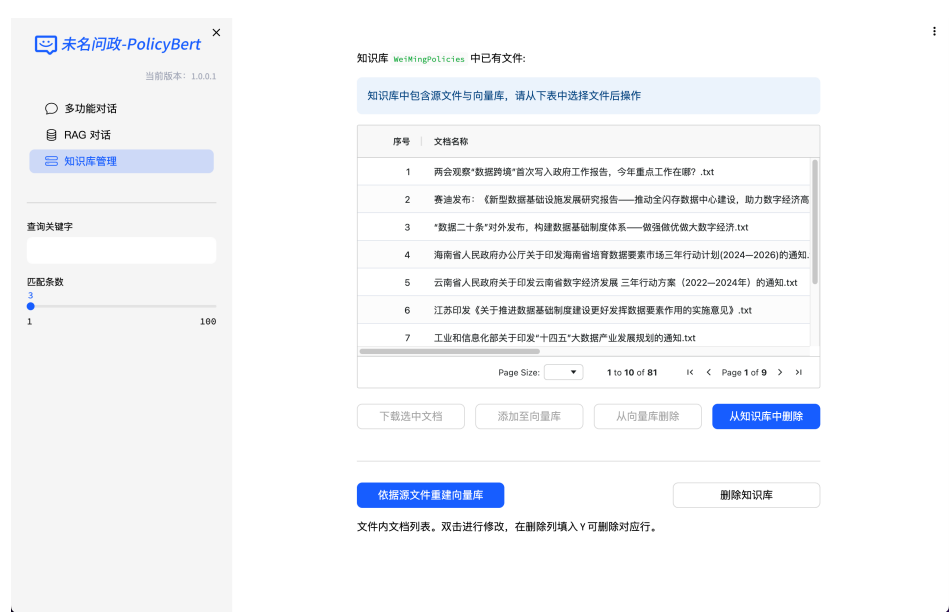 未名问政-PolicyBert
当前版本：1.0.0.1
多功能对话
RAG 对话
知识库管理
查询关键字
匹配条数
3
1 100
知识库 WeiMingPolicies 中已有文件:
知识库中包含源文件与向量库，请从下表中选择文件后操作
序号 文档名称
1 两会观察“数据跨境”首次写入政府工作报告，今年重点工作在哪？.txt
2 赛迪发布：《新型数据基础设施发展研究报告——推动全闪存数据中心建设，助力数字经济高
3 “数据二十条”对外发布，构建数据基础制度体系——做强做优做大数字经济.txt
4 海南省人民政府办公厅关于印发海南省培育数据要素市场三年行动计划(2024—2026)的通知.
5 云南省人民政府关于印发云南省数字经济发展 三年行动方案（2022—2024年）的通知.txt
6 江苏印发《关于推进数据基础制度建设更好发挥数据要素作用的实施意见》.txt
7 工业和信息化部关于印发“十四五”大数据产业发展规划的通知.txt
Page Size: 1 to 10 of 81 Page 1 of 9
下载选中文档 添加至向量库 从向量库删除 从知识库中删除
依据源文件重建向量库 删除知识库
文件内文档列表。双击进行修改，在删除列填入 Y 可删除对应行。